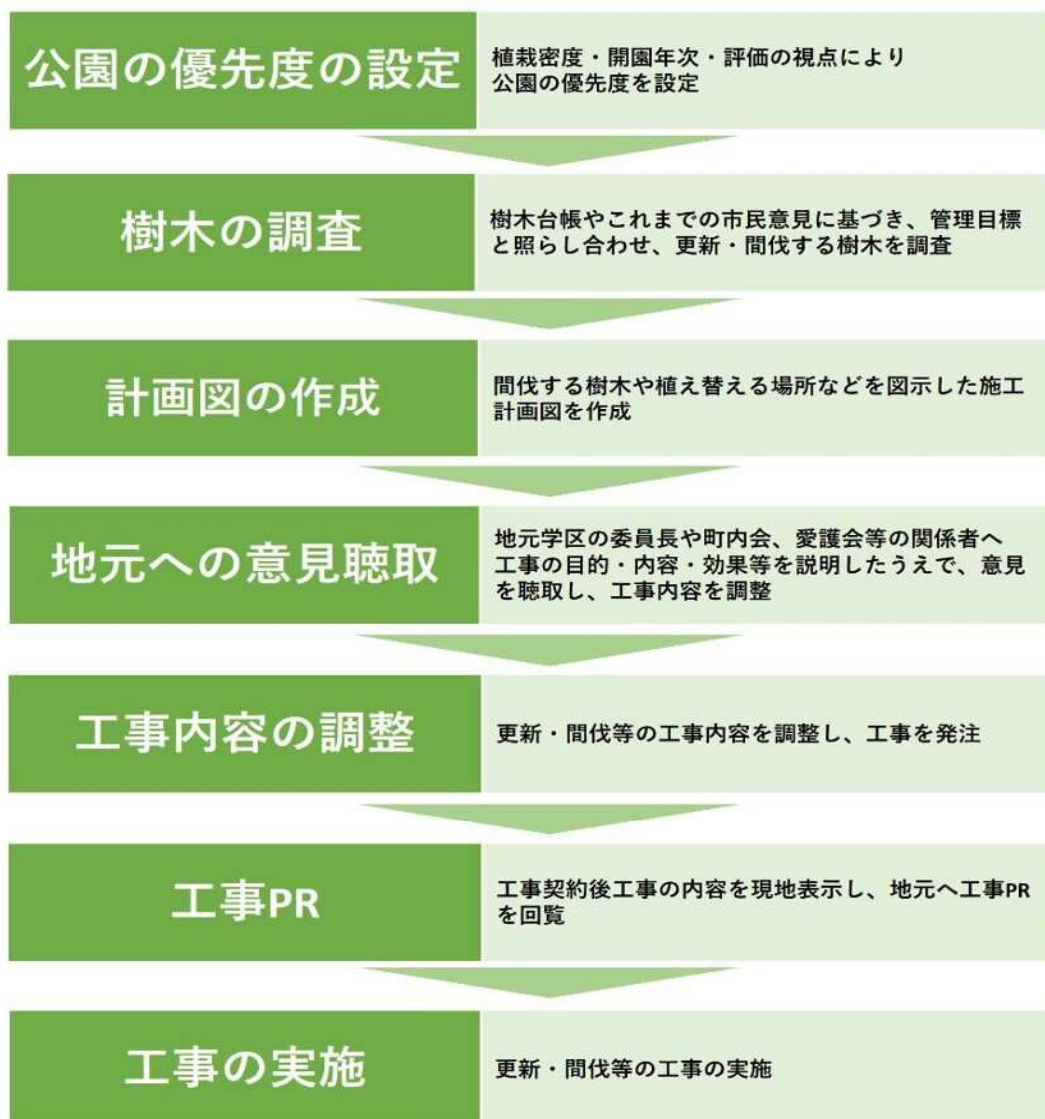 公園の優先度の設定
植栽密度・開園年次・評価の視点により
公園の優先度を設定
樹木の調査
樹木台帳やこれまでの市民意見に基づき、管理目標
と照らし合わせ、更新・間伐する樹木を調査
計画図の作成
間伐する樹木や植え替える場所などを図示した施工
計画図を作成
地元への意見聴取
地元学区の委員長や町内会、愛護会等の関係者へ
工事の目的・内容・効果等を説明したうえで、意見
を聴取し、工事内容を調整
工事内容の調整
更新・間伐等の工事内容を調整し、工事を発注
工事PR
工事契約後工事の内容を現地表示し、地元へ工事PR
を回覧
工事の実施
更新・間伐等の工事の実施